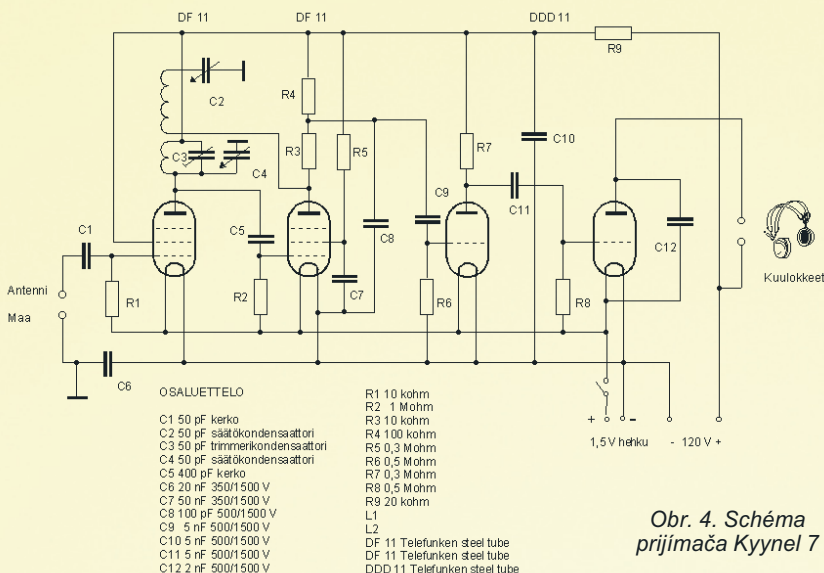 DF 11
DF 11
DDD 11
R9
C2
R4
C3
C4
R3
R5
R7
C10
C9
C11
C1
C5
C8
C12
Kuulokkeet
Antenni
Maa
R1
R2
C7
R6
R8
C6
+ -
1,5 V hehku
- 120 V +
OSALUETTELO
C1 50 pF kerko
C2 50 pF säätökondensaattori
C3 50 pF trimmerikondensaattori
C4 50 pF säätökondensaattori
C5 400 pF kerko
C6 20 nF 350/1500 V
C7 50 nF 350/1500 V
C8 100 pF 500/1500 V
C9 5 nF 500/1500 V
C10 5 nF 500/1500 V
C11 5 nF 500/1500 V
C12 2 nF 500/1500 V
R1 10 kohm
R2 1 Mohm
R3 10 kohm
R4 100 kohm
R5 0,3 Mohm
R6 0,5 Mohm
R7 0,3 Mohm
R8 0,5 Mohm
R9 20 kohm
L1
L2
DF 11 Telefunken steel tube
DF 11 Telefunken steel tube
DDD 11 Telefunken steel tube
Obr. 4. Schéma
prijímača Kyynel 7